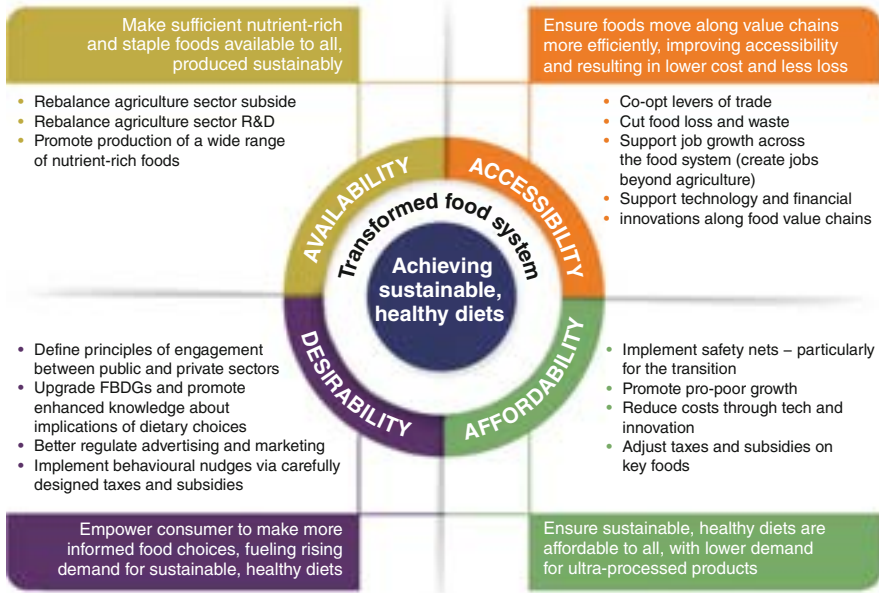 Make sufficient nutrient-rich
and staple foods available to all,
produced sustainably
• Rebalance agriculture sector subside
• Rebalance agriculture sector R&D
• Promote production of a wide range
of nutrient-rich foods
Ensure foods move along value chains
more efficiently, improving accessibility
and resulting in lower cost and less loss
• Co-opt levers of trade
• Cut food loss and waste
• Support job growth across
the food system (create jobs
beyond agriculture)
• Support technology and financial
• innovations along food value chains
AVAILABILITY
ACCESSIBILITY
Transformed food system
Achieving
sustainable,
healthy diets
DESIRABILITY
AFFORDABILITY
• Define principles of engagement
between public and private sectors
• Upgrade FBDGs and promote
enhanced knowledge about
implications of dietary choices
• Better regulate advertising and marketing
• Implement behavioural nudges via carefully
designed taxes and subsidies
Empower consumer to make more
informed food choices, fueling rising
demand for sustainable, healthy diets
• Implement safety nets – particularly
for the transition
• Promote pro-poor growth
• Reduce costs through tech and
innovation
• Adjust taxes and subsidies on
key foods
Ensure sustainable, healthy diets are
affordable to all, with lower demand
for ultra-processed products